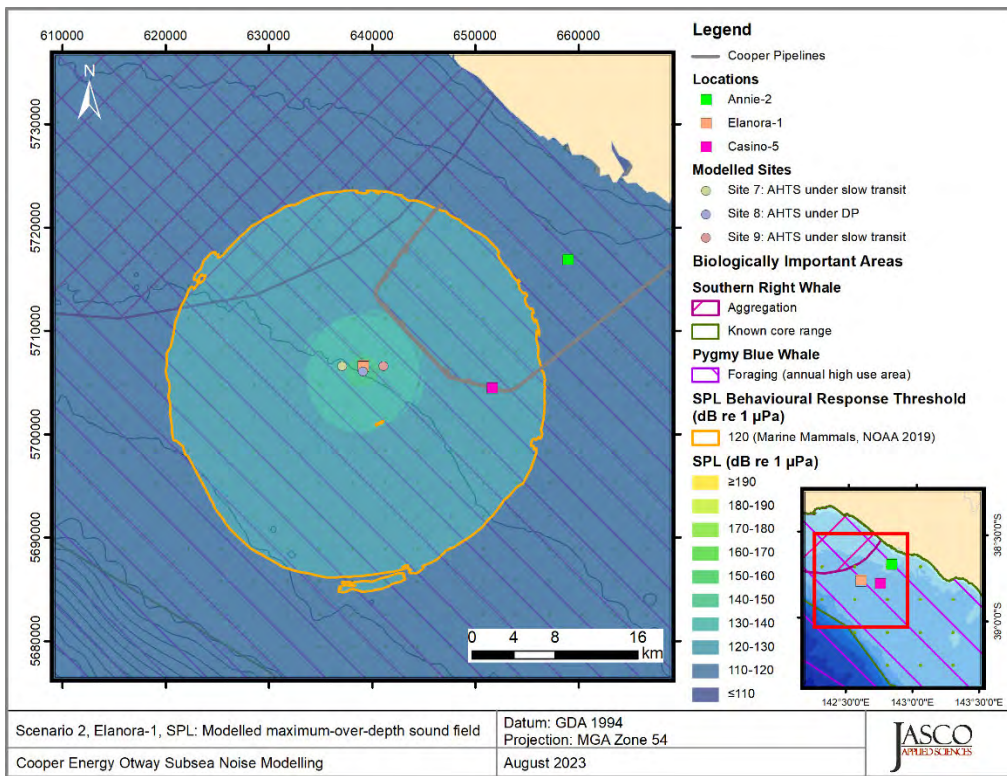 610000 620000 630000 640000 650000 660000
5730000
5720000
5710000
5700000
5690000
5680000
N
0 4 8 16
km
Legend
Cooper Pipelines
Locations
Annie-2
Elanora-1
Casino-5
Modelled Sites
Site 7: AHTS under slow transit
Site 8: AHTS under DP
Site 9: AHTS under slow transit
Biologically Important Areas
Southern Right Whale
Aggregation
Known core range
Pygmy Blue Whale
Foraging (annual high use area)
SPL Behavioural Response Threshold
(dB re 1 µPa)
120 (Marine Mammals, NOAA 2019)
SPL (dB re 1 µPa)
≥190
180-190
170-180
160-170
150-160
140-150
130-140
120-130
110-120
≤110
38°30'0"S
39°0'0"S
142°30'0"E 143°0'0"E 143°30'0"E
Scenario 2, Elanora-1, SPL: Modelled maximum-over-depth sound field
Datum: GDA 1994
Projection: MGA Zone 54
Cooper Energy Otway Subsea Noise Modelling
August 2023
JASCO
APPLIED SCIENCES